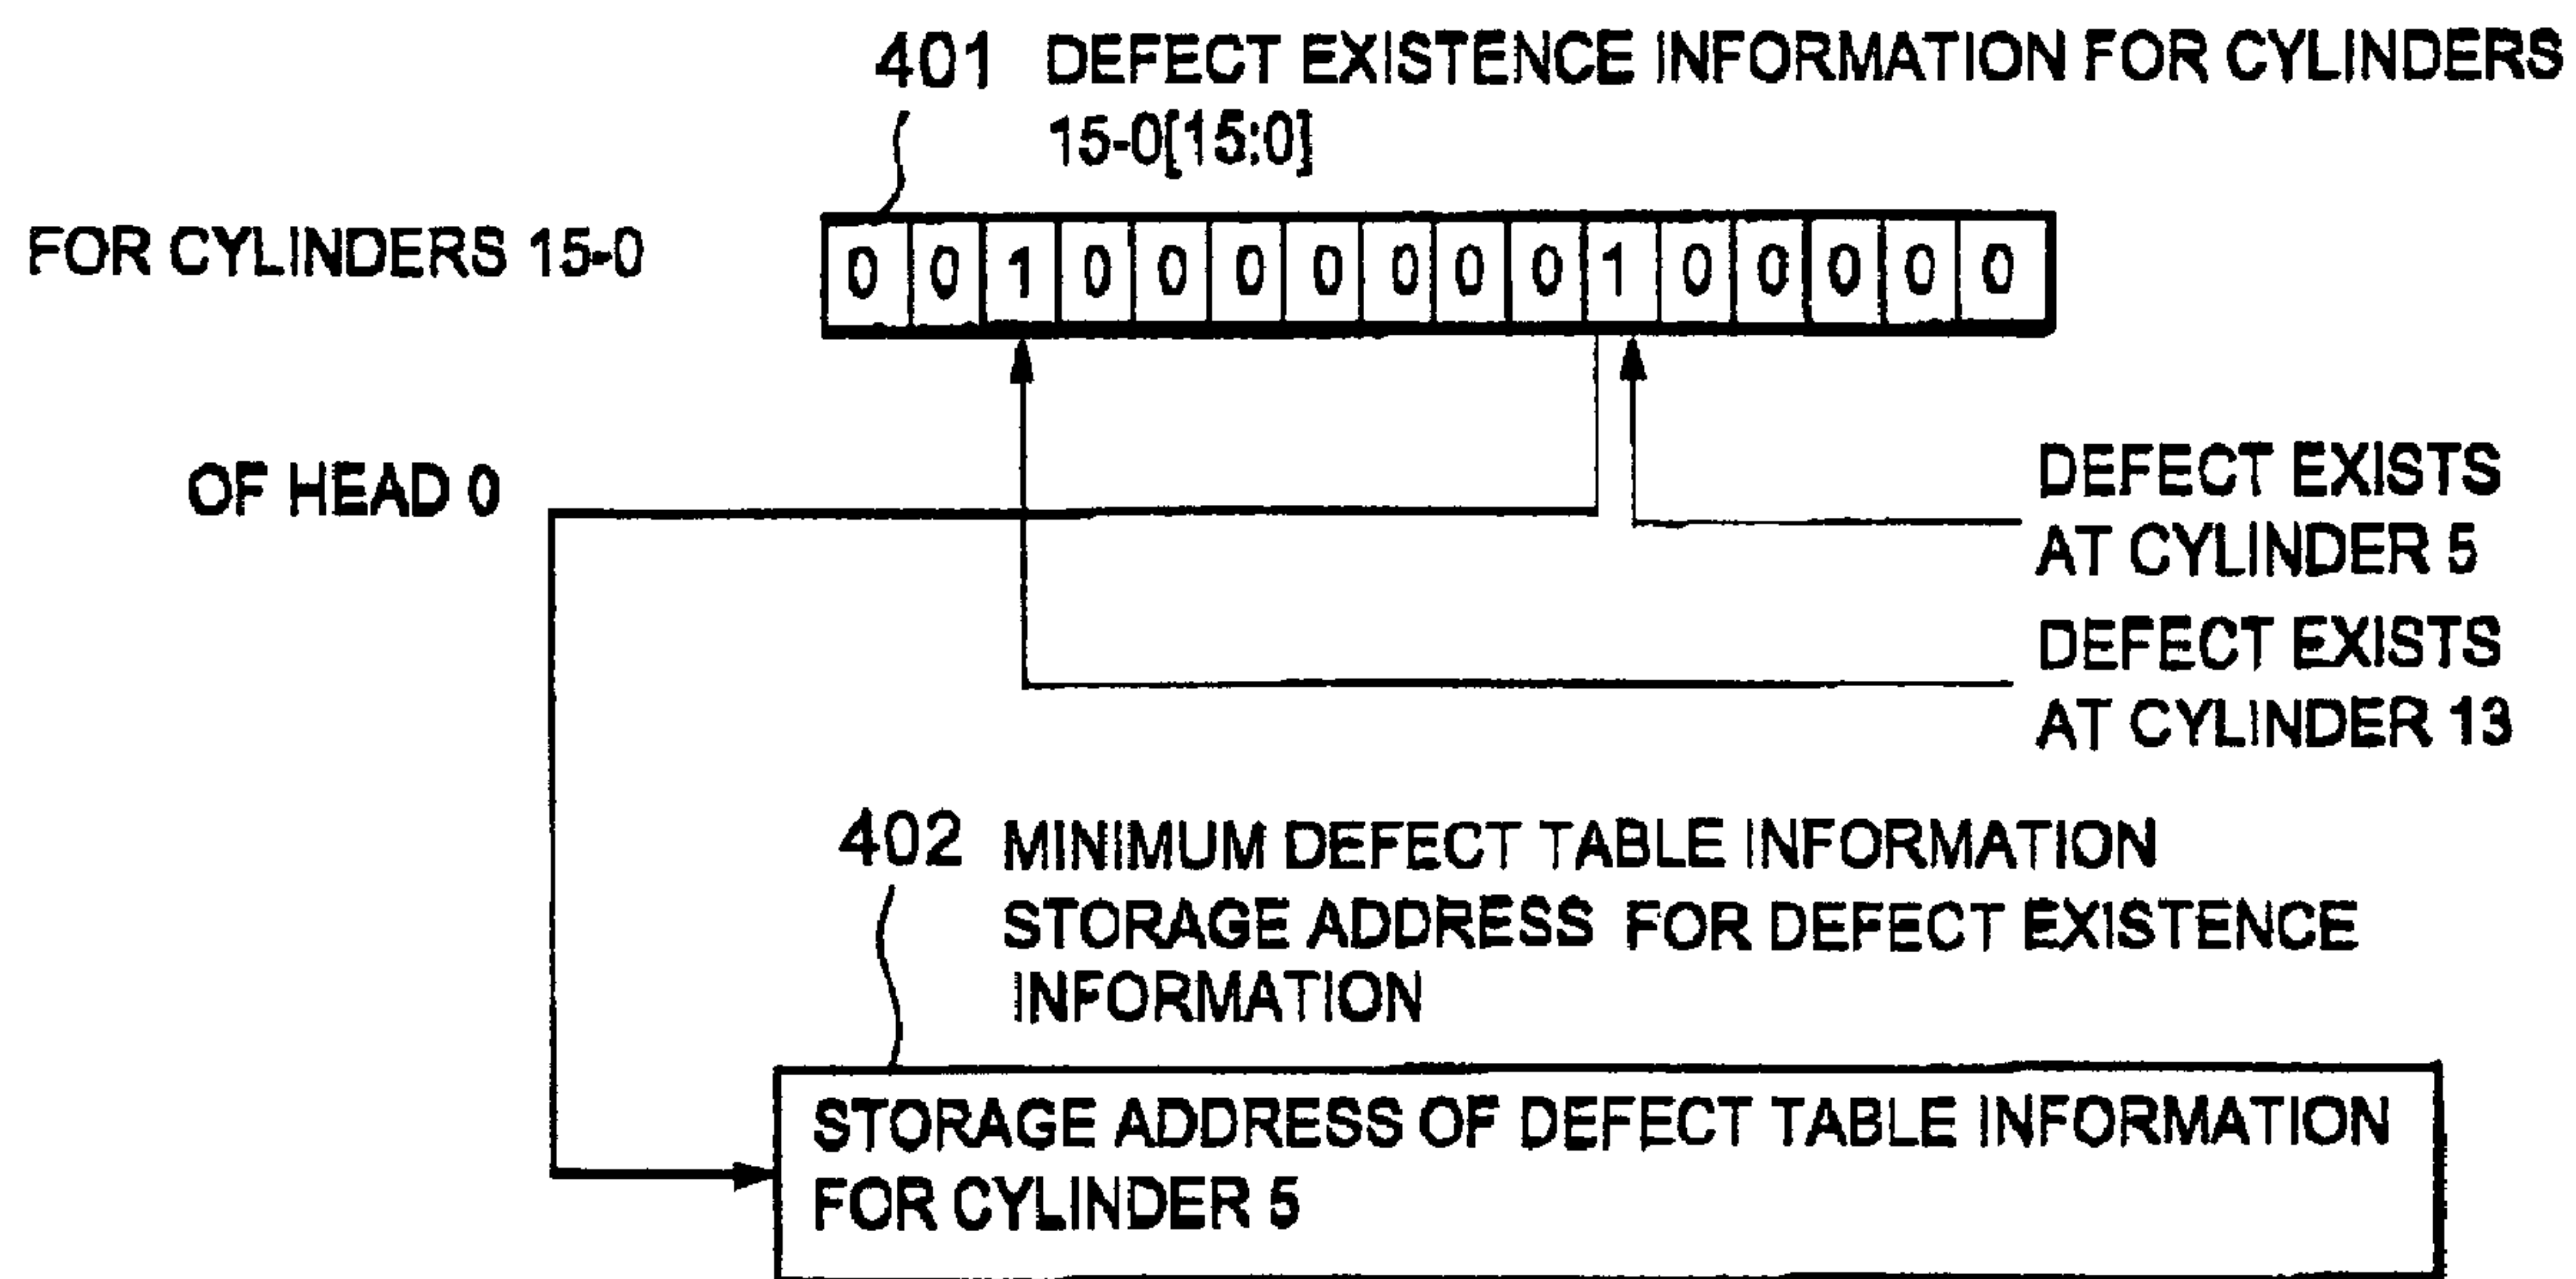 401 DEFECT EXISTENCE INFORMATION FOR CYLINDERS
15-0[15:0]
FOR CYLINDERS 15-0
0 0 1 0 0 0 0 0 0 0 1 0 0 0 0 0
OF HEAD 0
DEFECT EXISTS
AT CYLINDER 5
DEFECT EXISTS
AT CYLINDER 13
402 MINIMUM DEFECT TABLE INFORMATION
STORAGE ADDRESS FOR DEFECT EXISTENCE
INFORMATION
STORAGE ADDRESS OF DEFECT TABLE INFORMATION
FOR CYLINDER 5